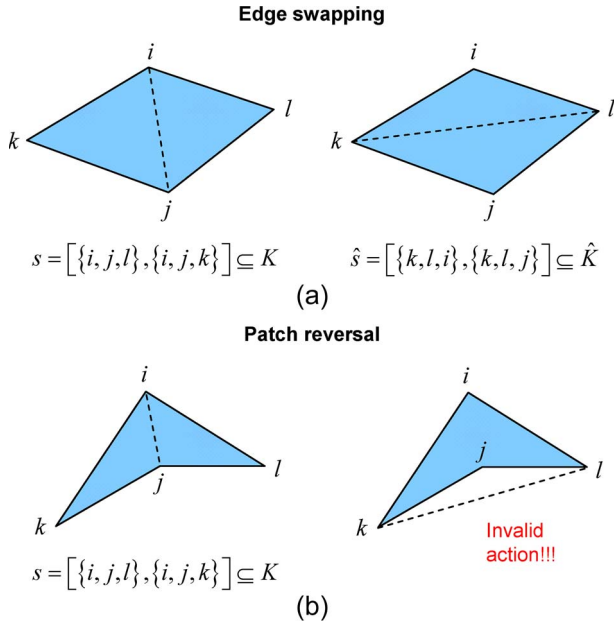 Edge swapping
i
i
k
l
k
l
j
j
s = [{i, j,l},{i, j,k}] ⊆ K
ŝ = [{k,l,i},{k,l, j}] ⊆ K̂
(a)
Patch reversal
i
i
j
l
j
l
k
k
Invalid
action!!!
s = [{i, j,l},{i, j,k}] ⊆ K
(b)